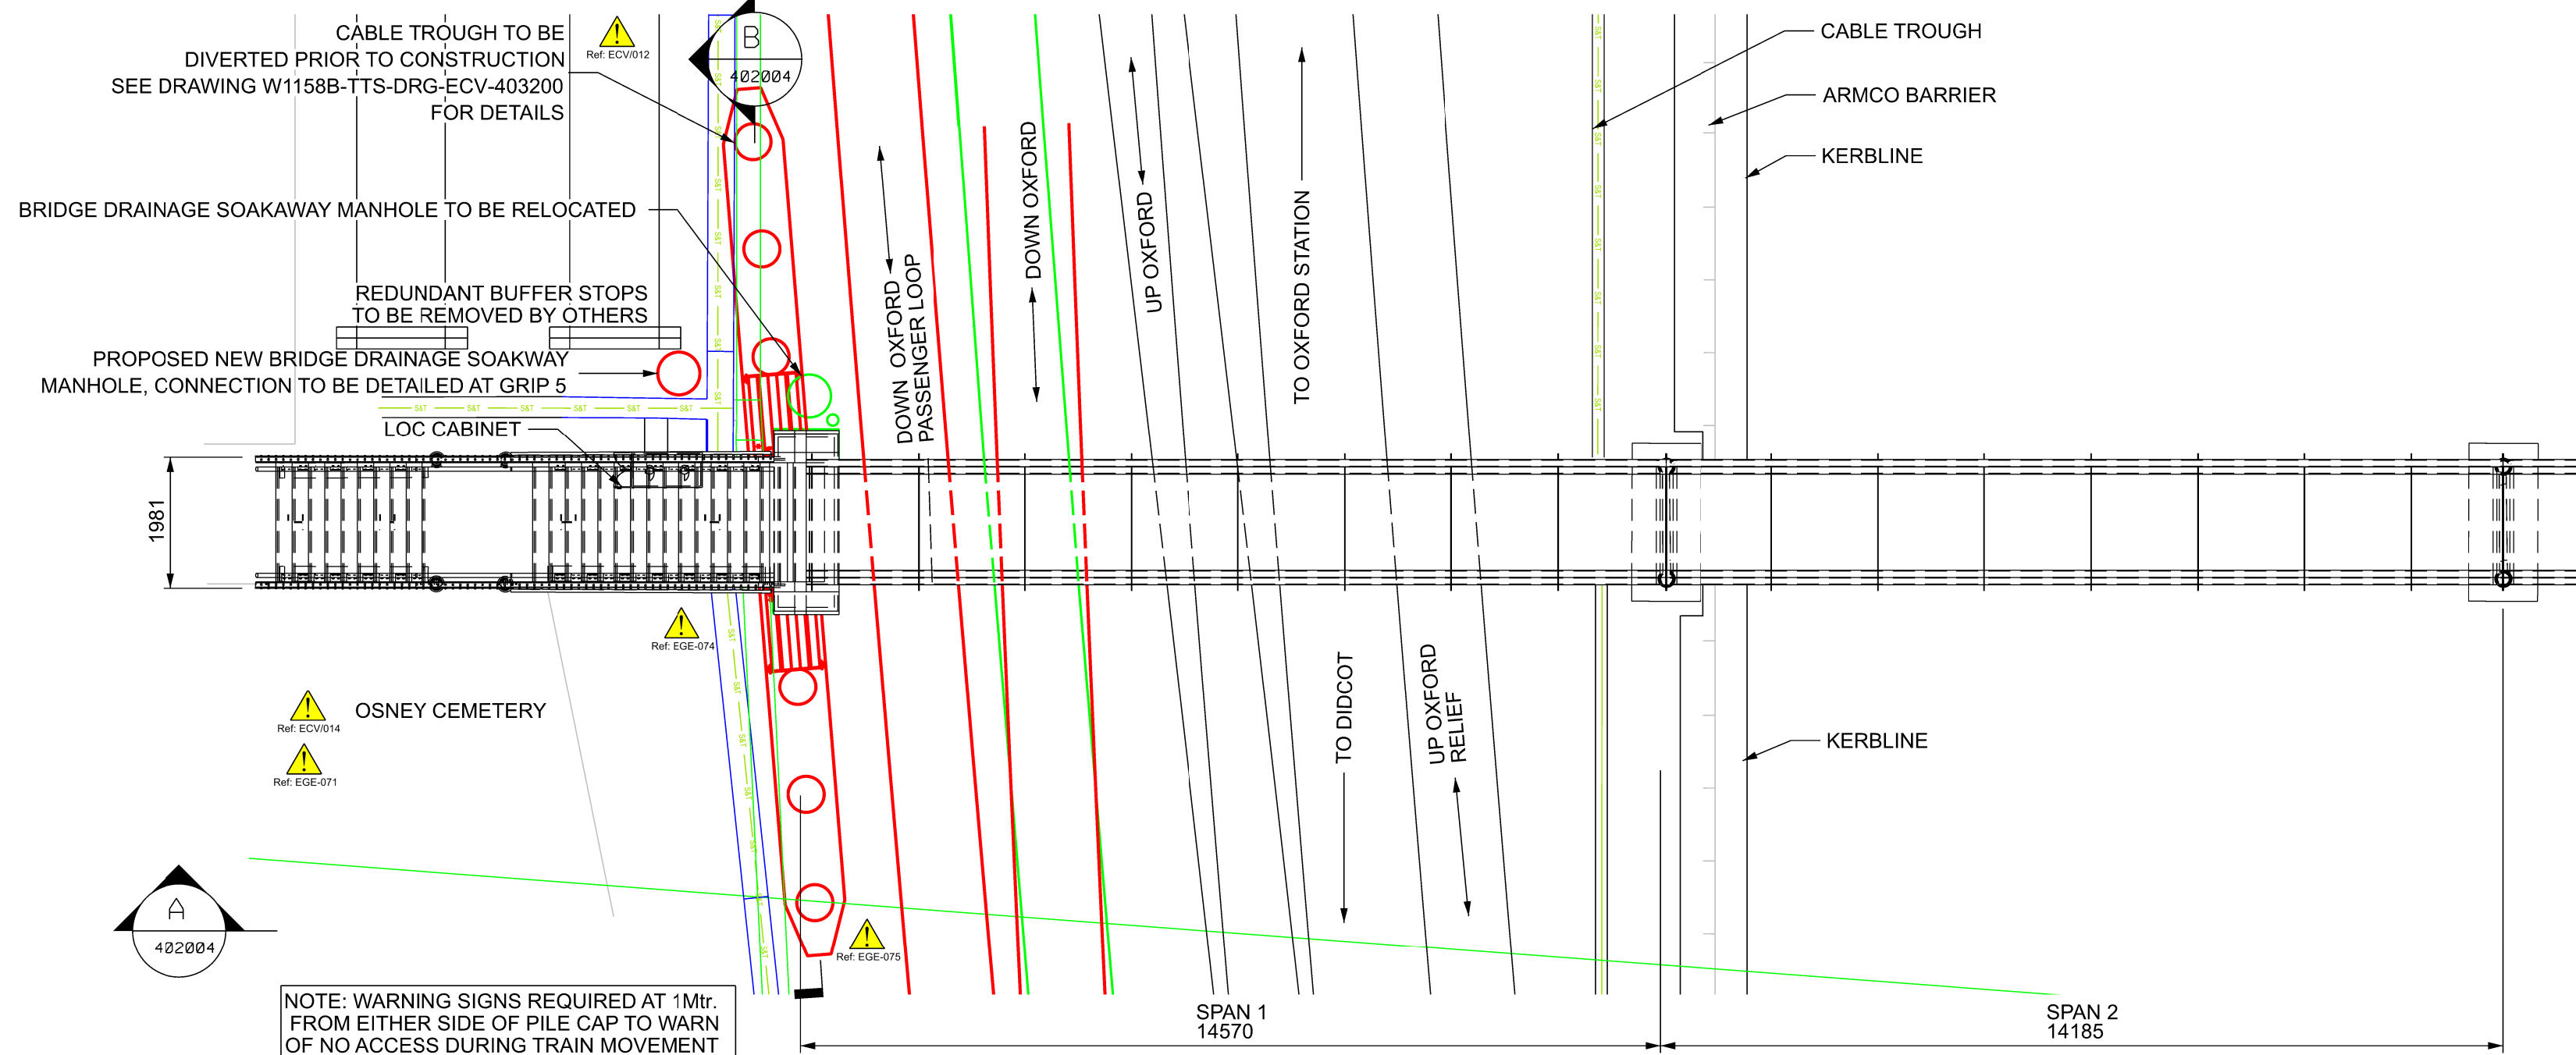 CABLE TROUGH TO BE
DIVERTED PRIOR TO CONSTRUCTION
SEE DRAWING W1158B-TTS-DRG-ECV-403200
FOR DETAILS
Ref: ECV/012
B
402004
CABLE TROUGH
ARMCO BARRIER
KERBLINE
BRIDGE DRAINAGE SOAKAWAY MANHOLE TO BE RELOCATED
REDUNDANT BUFFER STOPS
TO BE REMOVED BY OTHERS
PROPOSED NEW BRIDGE DRAINAGE SOAKWAY
MANHOLE, CONNECTION TO BE DETAILED AT GRIP 5
S&T S&T S&T S&T S&T S&T
LOC CABINET
S&T
S&T
S&T
S&T
S&T
S&T
S&T
DOWN OXFORD
PASSENGER LOOP
DOWN OXFORD
UP OXFORD
TO OXFORD STATION
S&T
S&T
S&T
S&T
S&T
S&T
S&T
1981
Ref: EGE-074
Ref: ECV/014
OSNEY CEMETERY
Ref: EGE-071
S&T
S&T
S&T
S&T
S&T
S&T
S&T
TO DIDCOT
UP OXFORD
RELIEF
KERBLINE
A
402004
Ref: EGE-075
NOTE: WARNING SIGNS REQUIRED AT 1Mtr.
FROM EITHER SIDE OF PILE CAP TO WARN
OF NO ACCESS DURING TRAIN MOVEMENT
SPAN 1
14570
SPAN 2
14185